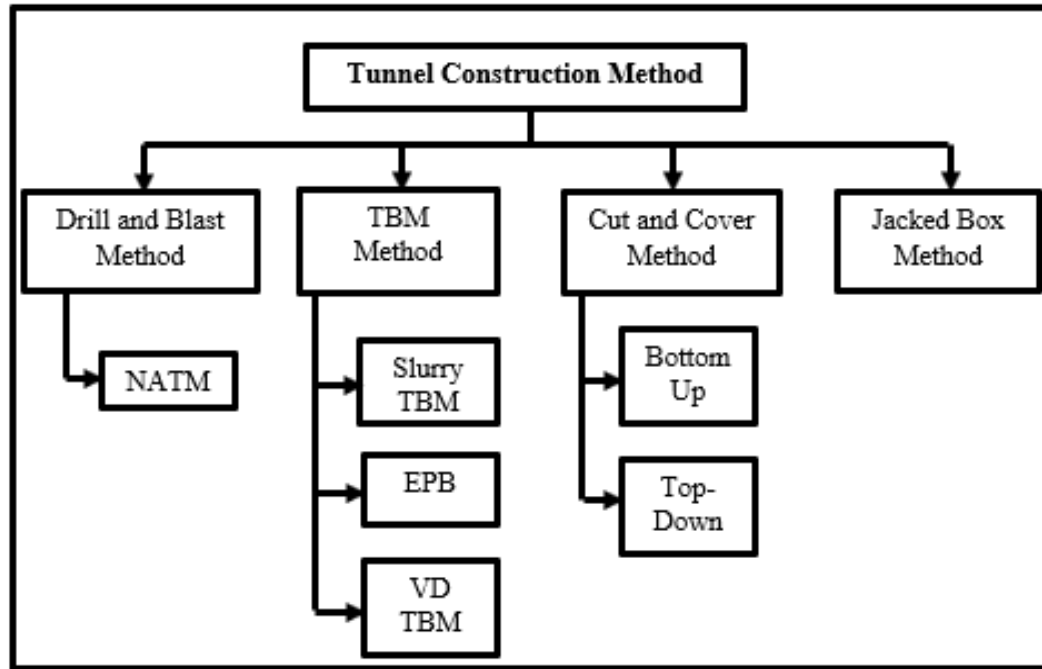 Tunnel Construction Method
Drill and Blast
Method
TBM
Method
Cut and Cover
Method
Jacked Box
Method
NATM
Slurry
TBM
EPB
VD
TBM
Bottom
Up
Top-
Down